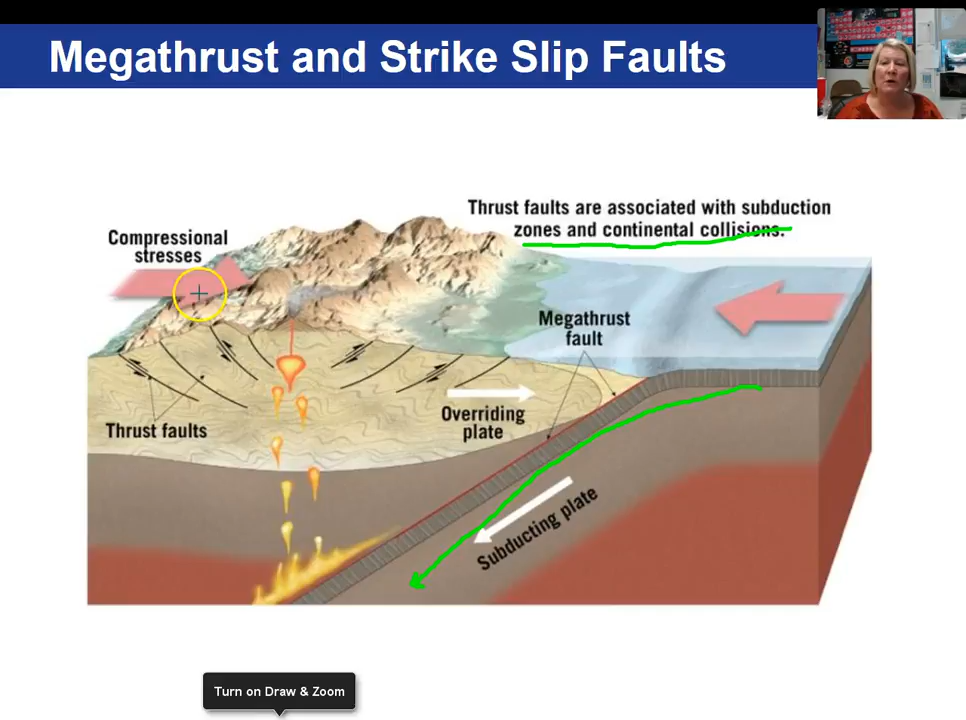 Megathrust and Strike Slip Faults
Thrust faults are associated with subduction
zones and continental collisions.
Compressional
stresses
Megathrust
fault
Overriding
plate
Thrust faults
Subducting plate
Turn on Draw & Zoom